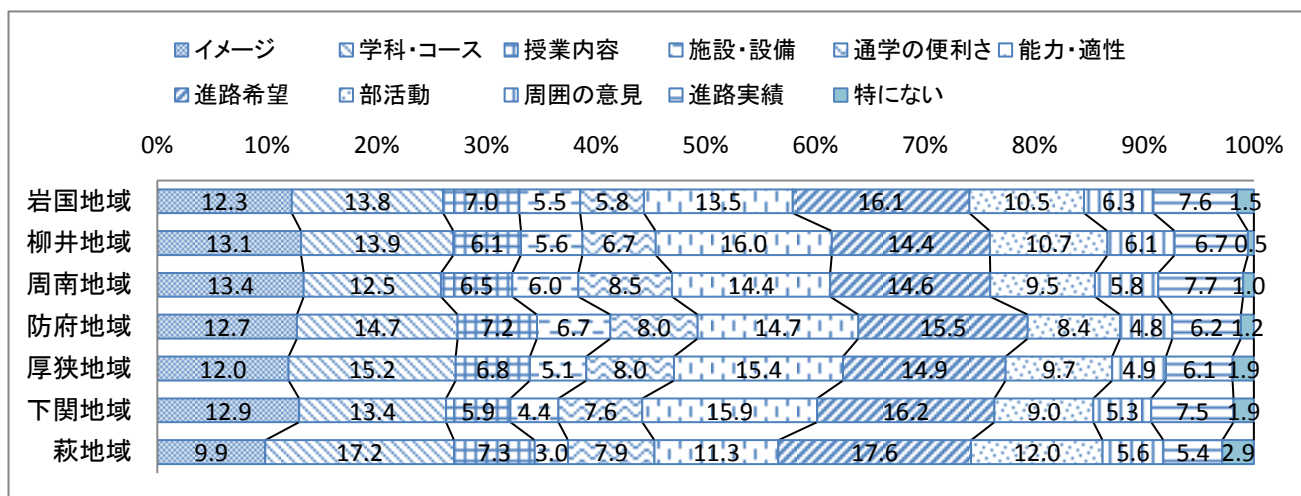 イメージ 学科・コース 授業内容 施設・設備 通学の便利さ 能力・適性
進路希望 部活動 周囲の意見 進路実績 特にない
0% 10% 20% 30% 40% 50% 60% 70% 80% 90% 100%
岩国地域 12.3 13.8 7.0 5.5 5.8 13.5 16.1 10.5 6.3 7.6 1.5
柳井地域 13.1 13.9 6.1 5.6 6.7 16.0 14.4 10.7 6.1 6.7 0.5
周南地域 13.4 12.5 6.5 6.0 8.5 14.4 14.6 9.5 5.8 7.7 1.0
防府地域 12.7 14.7 7.2 6.7 8.0 14.7 15.5 8.4 4.8 6.2 1.2
厚狭地域 12.0 15.2 6.8 5.1 8.0 15.4 14.9 9.7 4.9 6.1 1.9
下関地域 12.9 13.4 5.9 4.4 7.6 15.9 16.2 9.0 5.3 7.5 1.9
萩地域 9.9 17.2 7.3 3.0 7.9 11.3 17.6 12.0 5.6 5.4 2.9